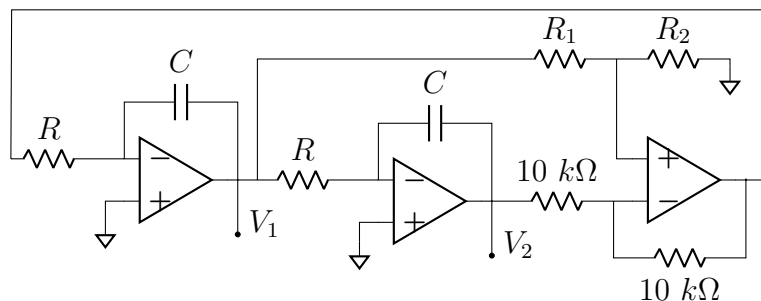 R₁ R₂
C
C
R
R
10 kΩ
− + −
+ + −
V₁
V₂
10 kΩ